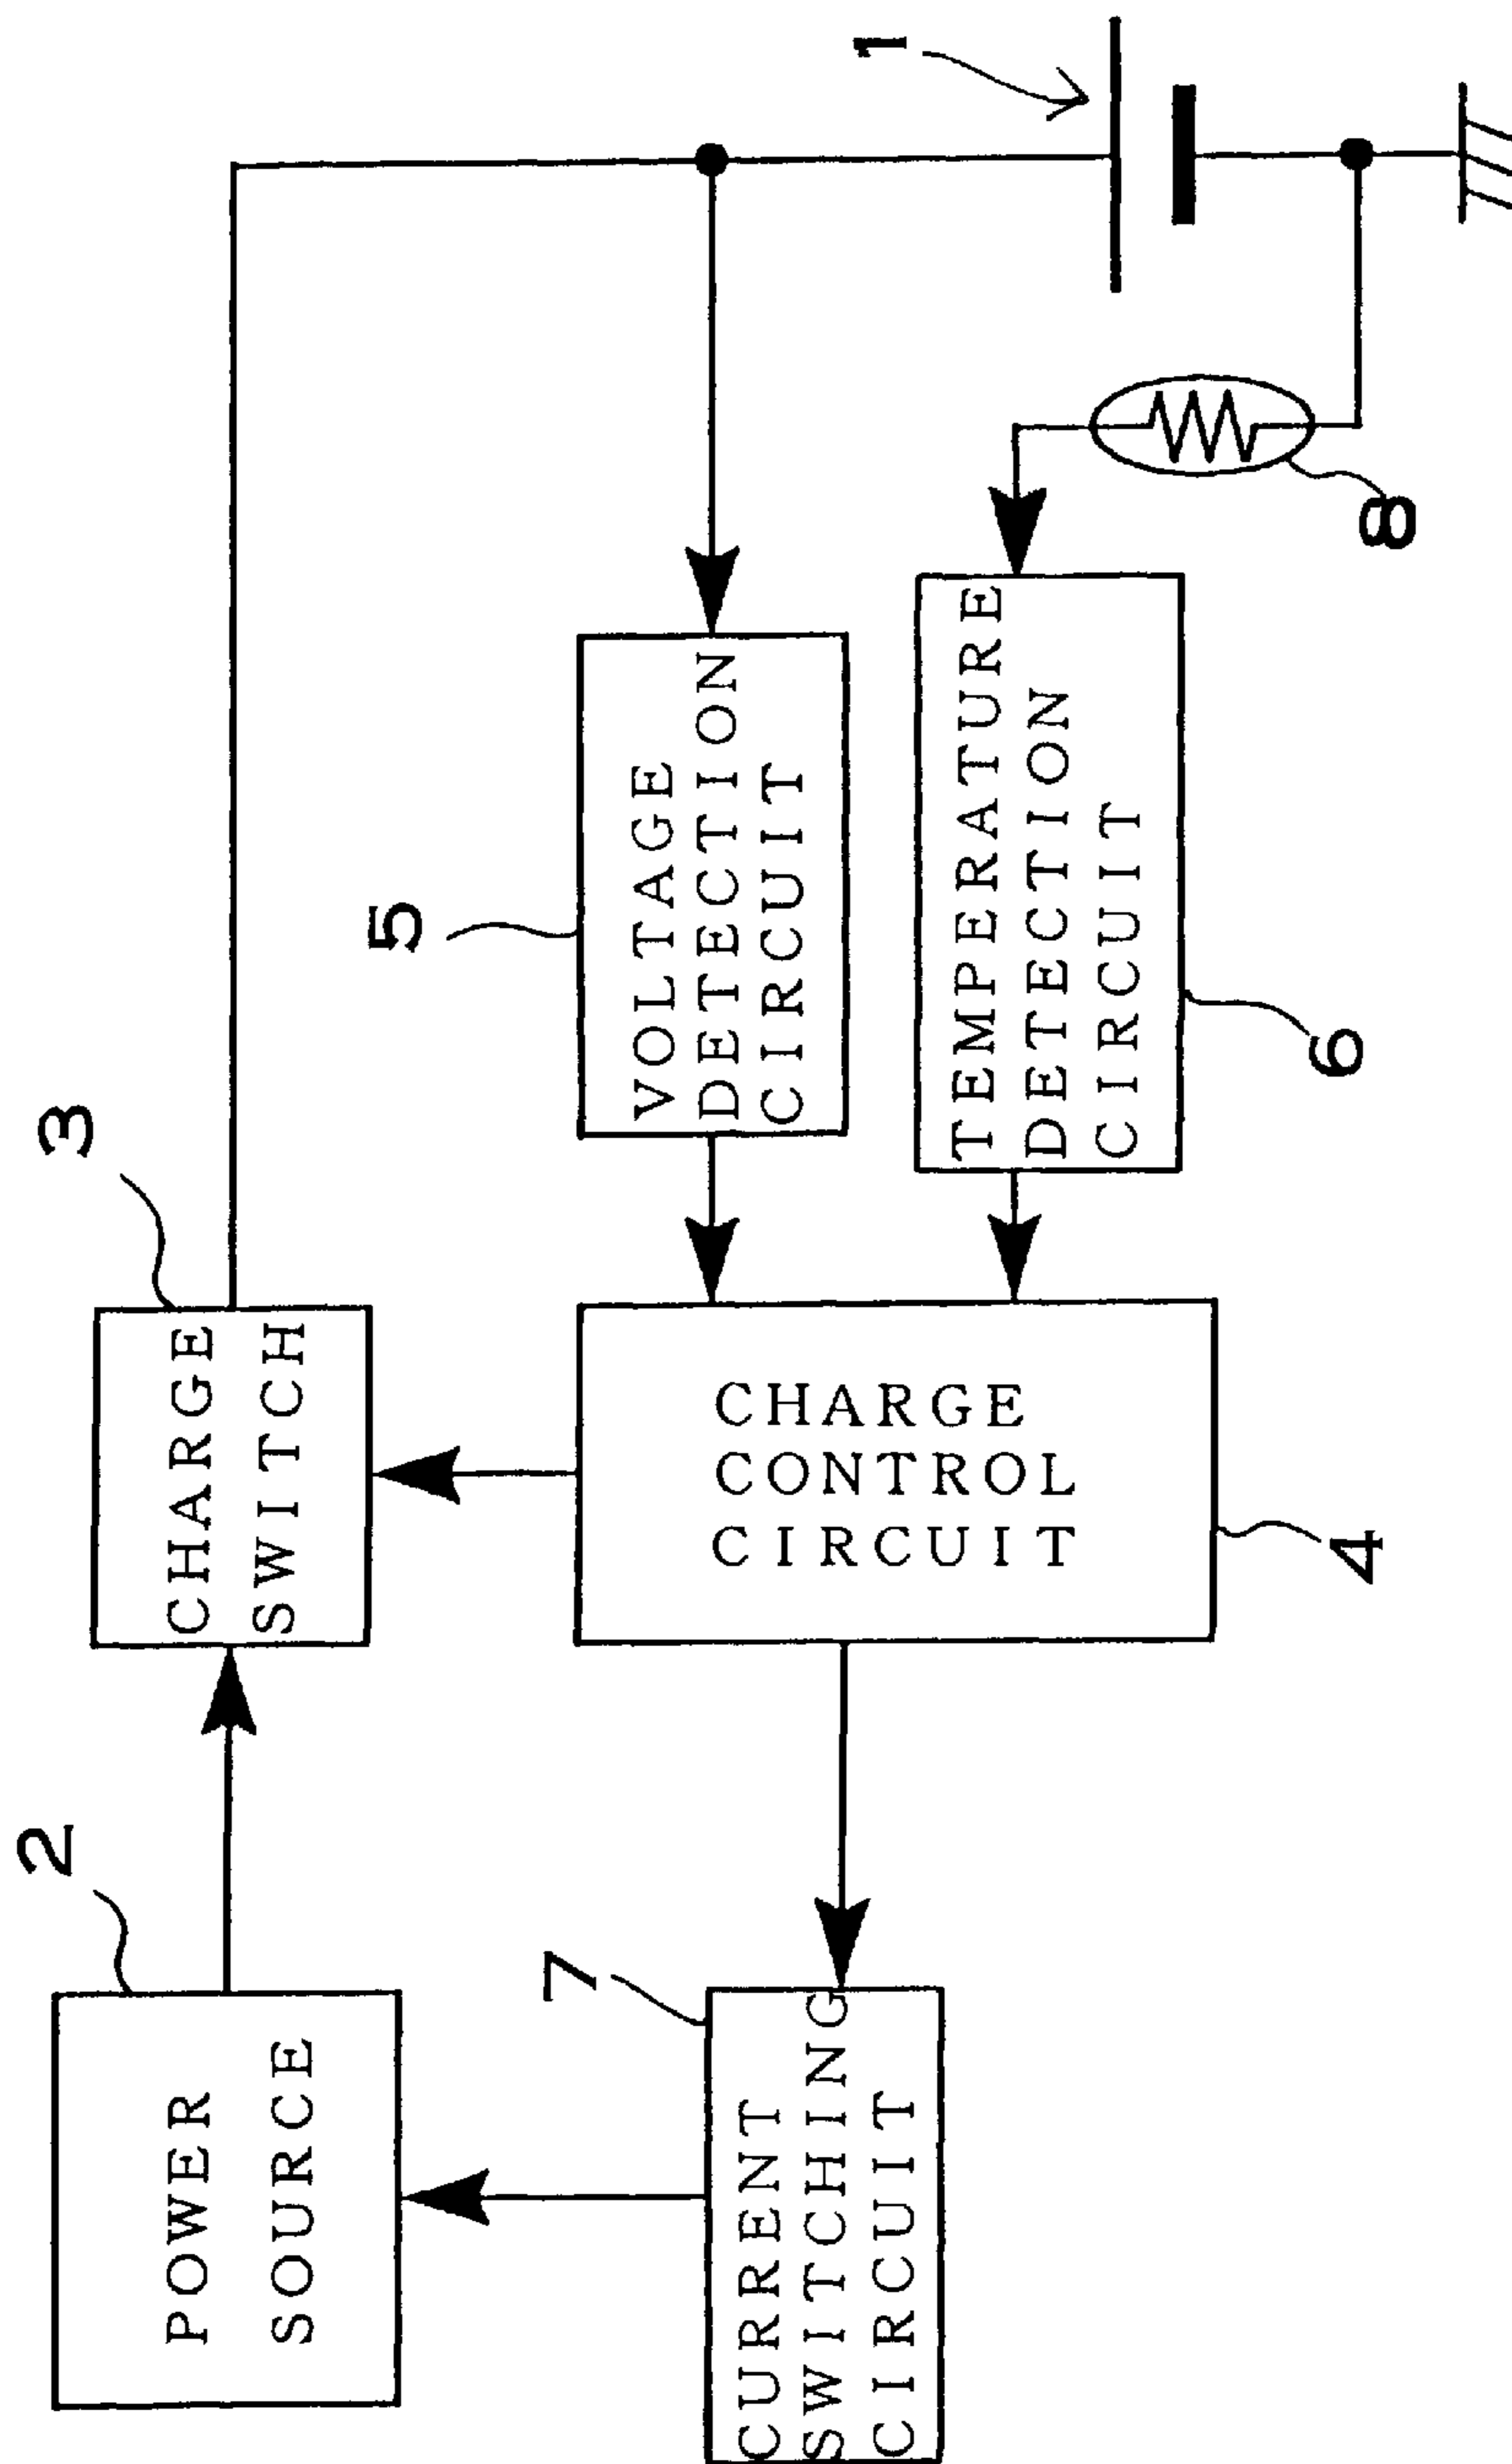 2
POWER
SOURCE
3
CHARGE
SWITCH
5
VOLTAGE
DETECTION
CIRCUIT
1
7
CURRENT
SWITCHING
CIRCUIT
CHARGE
CONTROL
CIRCUIT
4
TEMPERATURE
DETECTION
CIRCUIT
6
8